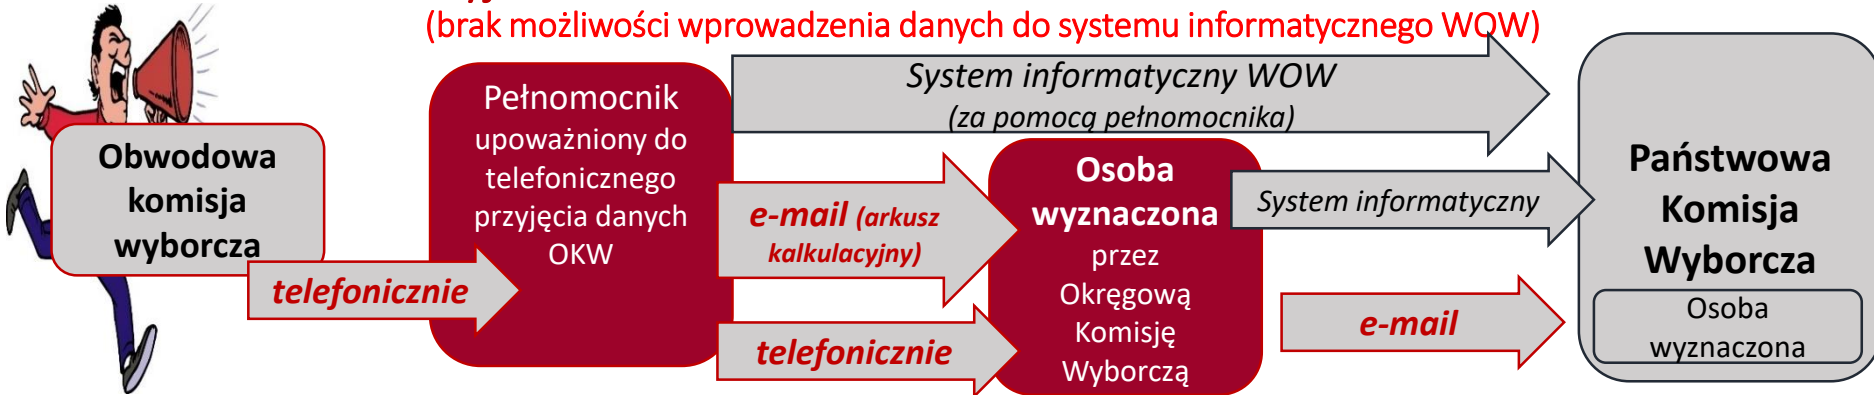 (brak możliwości wprowadzenia danych do systemu informatycznego WOW)
Obwodowa
komisja
wyborcza
telefonicznie
Pełnomocnik
upoważniony do
telefonicznego
przyjęcia danych
OKW
System informatyczny WOW
(za pomocą pełnomocnika)
e-mail (arkusz
kalkulacyjny)
telefonicznie
Osoba
wyznaczona
przez
Okręgową
Komisję
Wyborczą
System informatyczny
e-mail
Państwowa
Komisja
Wyborcza
Osoba
wyznaczona